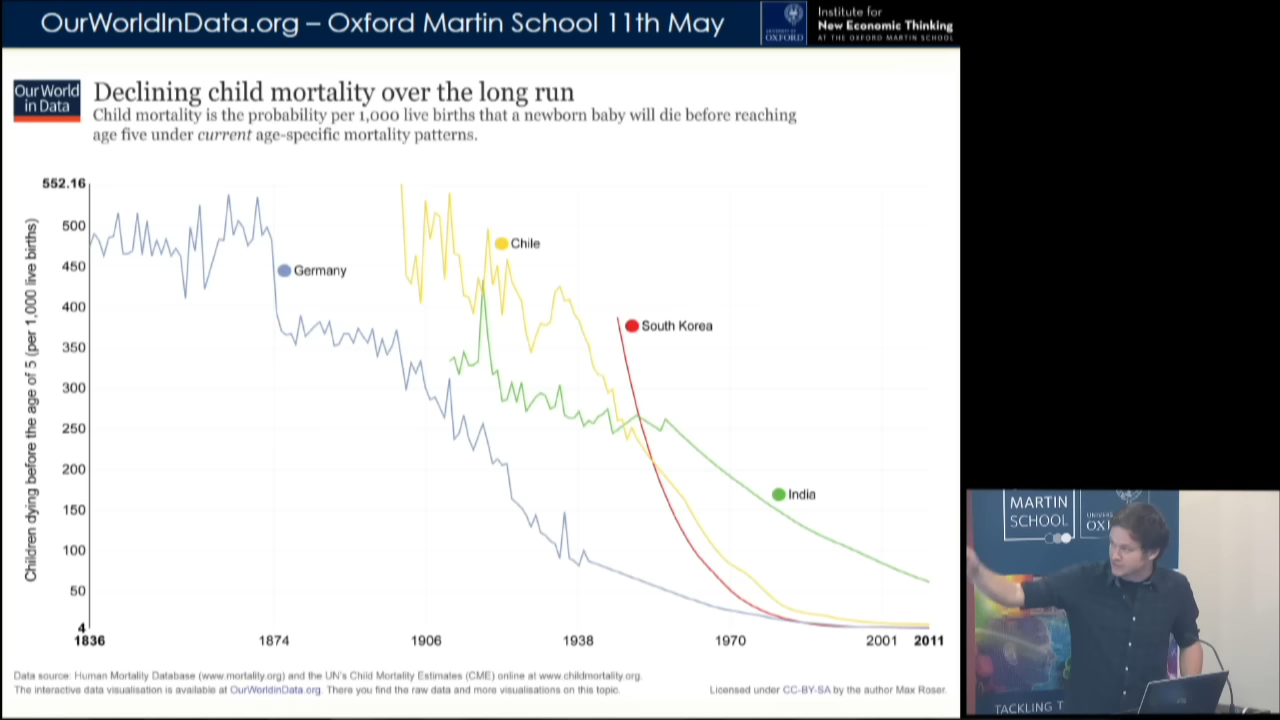 OurWorldInData.org – Oxford Martin School 11th May
UNIVERSITY OF
OXFORD
Institute for
New Economic Thinking
AT THE OXFORD MARTIN SCHOOL
Our World
in Data
Declining child mortality over the long run
Child mortality is the probability per 1,000 live births that a newborn baby will die before reaching
age five under current age-specific mortality patterns.
Children dying before the age of 5 (per 1,000 live births)
552.16
500
450
400
350
300
250
200
150
100
50
4
Germany
Chile
South Korea
India
1836
1874
1906
1938
1970
2001
2011
Data source: Human Mortality Database (www.mortality.org) and the UN's Child Mortality Estimates (CME) online at www.childmortality.org.
The interactive data visualisation is available at OurWorldinData.org. There you find the raw data and more visualisations on this topic.
Licensed under CC-BY-SA by the author Max Roser.
MARTIN
SCHOOL
UNIVERS
OX
TACKLING T